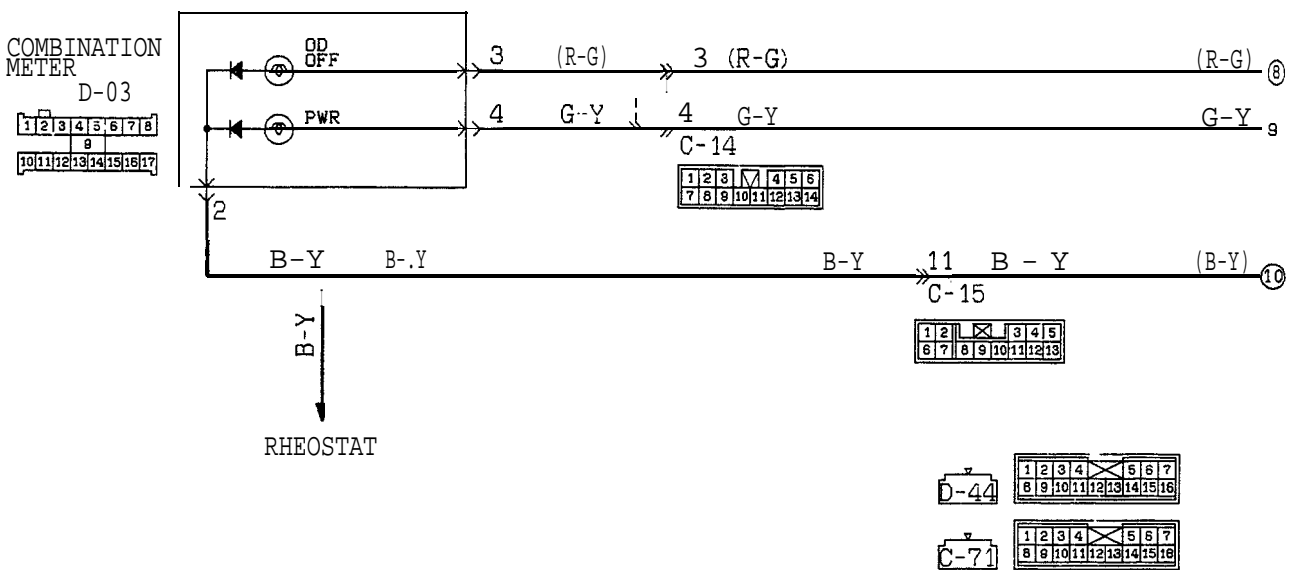 COMBINATION
METER
D-03
1 2 3 4 5 6 7 8
9
10 11 12 13 14 15 16 17
OD
OFF
PWR
3 (R-G) 3 (R-G) (R-G) 8
4 G--Y 4 G-Y G-Y 9
C-14
1 2 3 4 5 6
7 8 9 10 11 12 13 14
2
B-Y B-.Y B-Y 11 B - Y (B-Y) 10
C-15
1 2 3 4 5
6 7 8 9 10 11 12 13
B-Y
RHEOSTAT
D-44
1 2 3 4 5 6 7
8 9 10 11 12 13 14 15 16
C-71
1 2 3 4 5 6 7
8 9 10 11 12 13 14 15 16